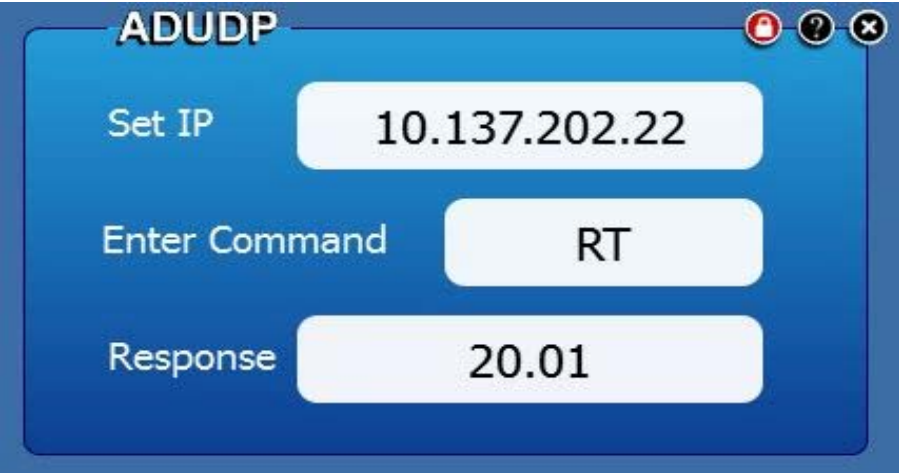 ADUDP
?
Set IP 10.137.202.22
Enter Command RT
Response 20.01